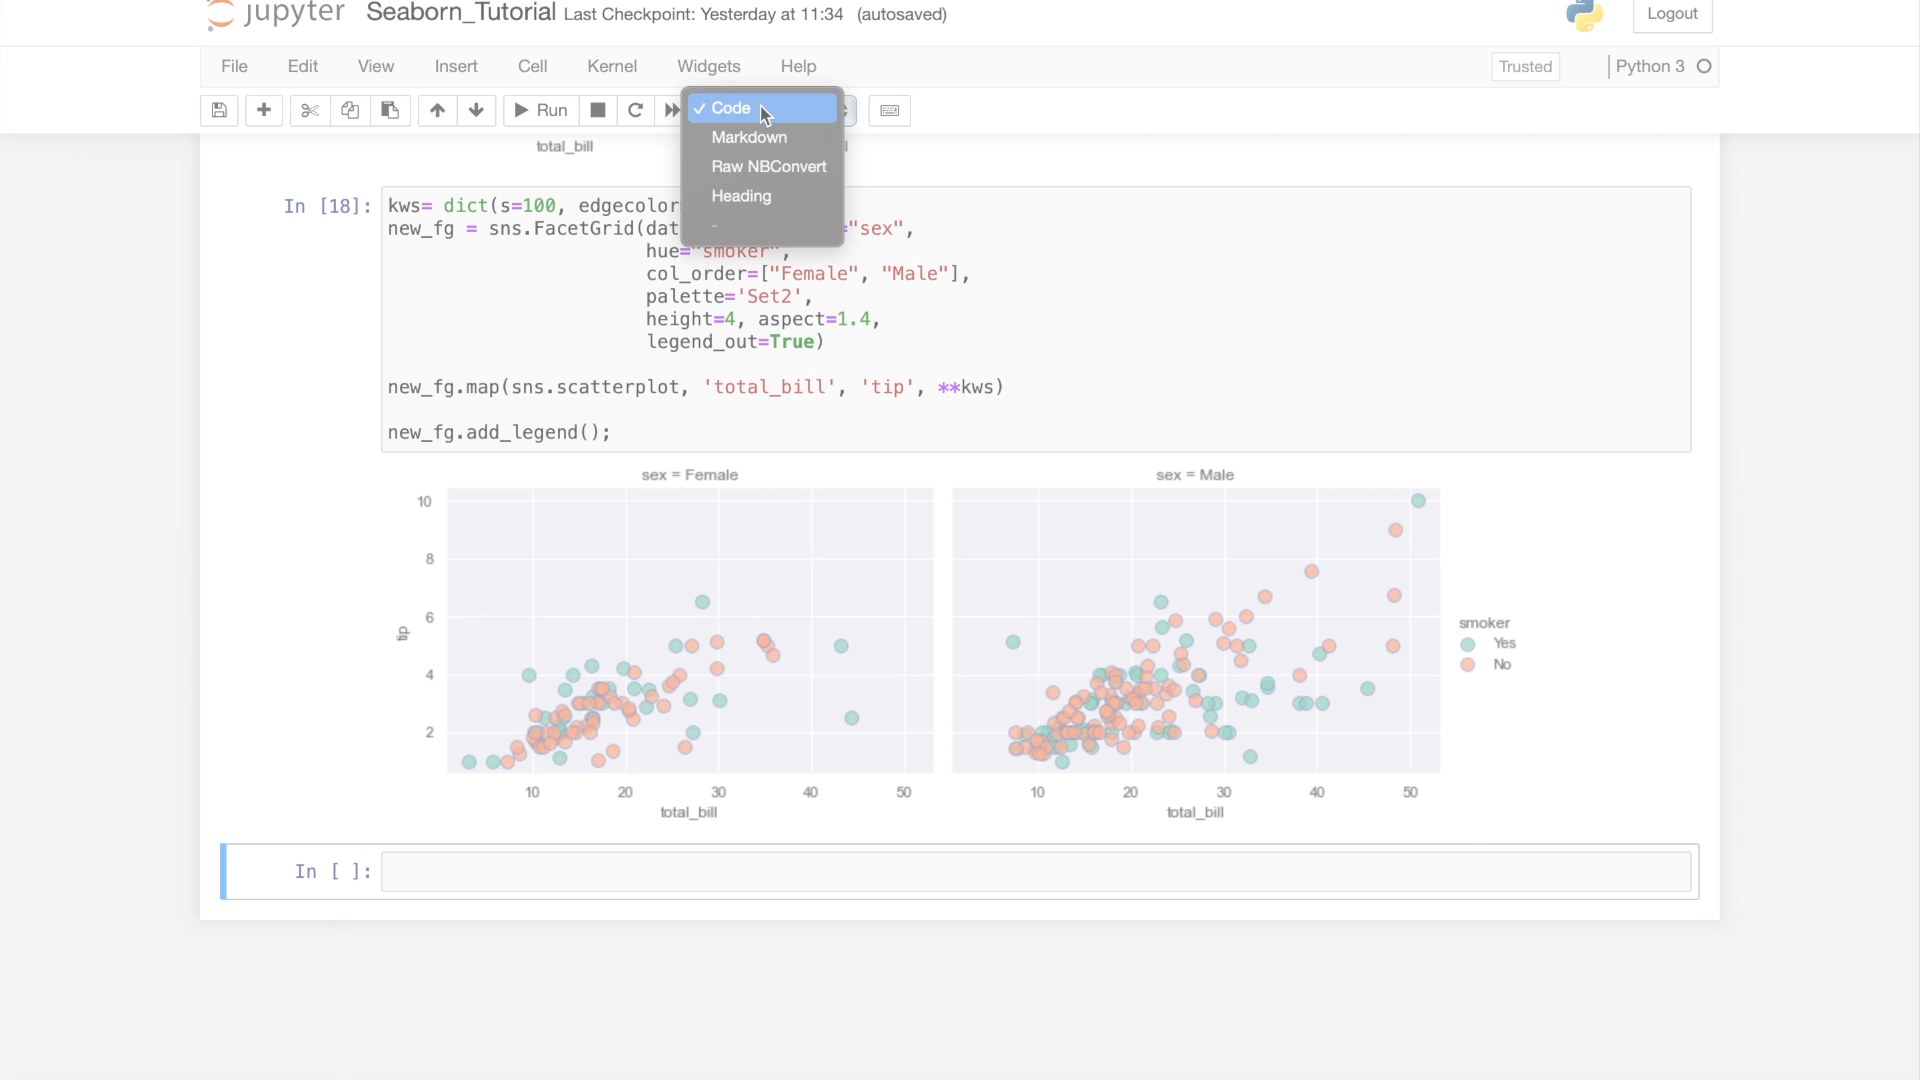 jupyter Seaborn_Tutorial Last Checkpoint: Yesterday at 11:34 (autosaved)
Logout
File Edit View Insert Cell Kernel Widgets Help
Trusted
Python 3
Run
✓ Code
Markdown
Raw NBConvert
Heading
-
total_bill
In [18]:
kws= dict(s=100, edgecolor
new_fg = sns.FacetGrid(dat ="sex",
hue="smoker",
col_order=["Female", "Male"],
palette='Set2',
height=4, aspect=1.4,
legend_out=True)
new_fg.map(sns.scatterplot, 'total_bill', 'tip', **kws)
new_fg.add_legend();
sex = Female
sex = Male
10
8
6
4
2
tip
10 20 30 40 50
total_bill
10 20 30 40 50
total_bill
smoker
Yes
No
In [ ]: